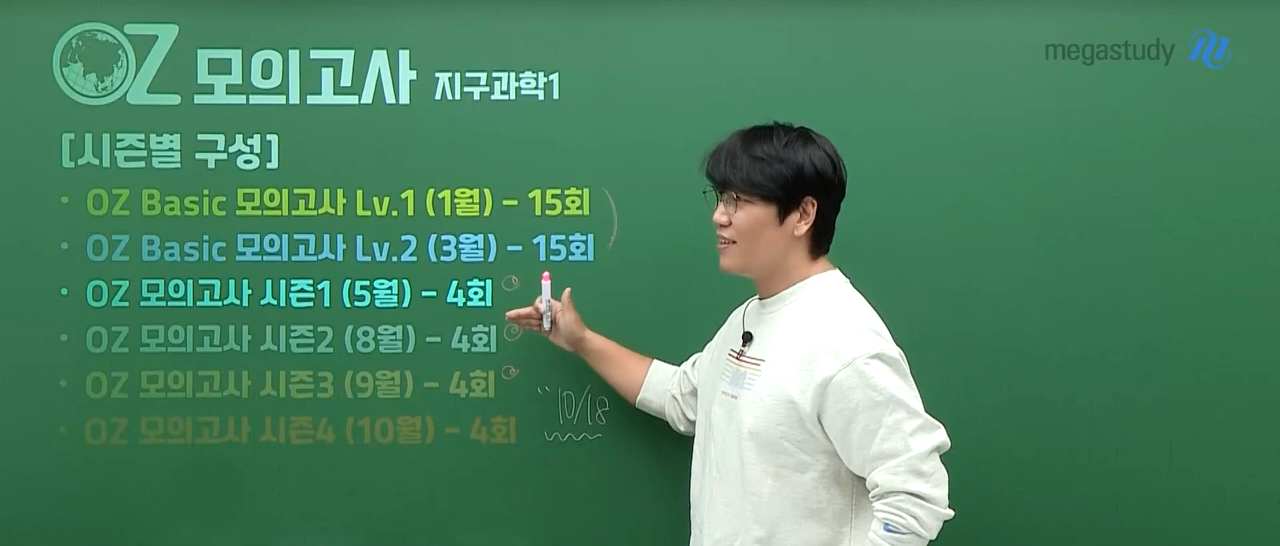 OZ 모의고사 지구과학1
megastudy
[시즌별 구성]
• OZ Basic 모의고사 Lv.1 (1월) – 15회
• OZ Basic 모의고사 Lv.2 (3월) – 15회
• OZ 모의고사 시즌1 (5월) – 4회
• OZ 모의고사 시즌2 (8월) – 4회
• OZ 모의고사 시즌3 (9월) – 4회
• OZ 모의고사 시즌4 (10월) – 4회
10/18